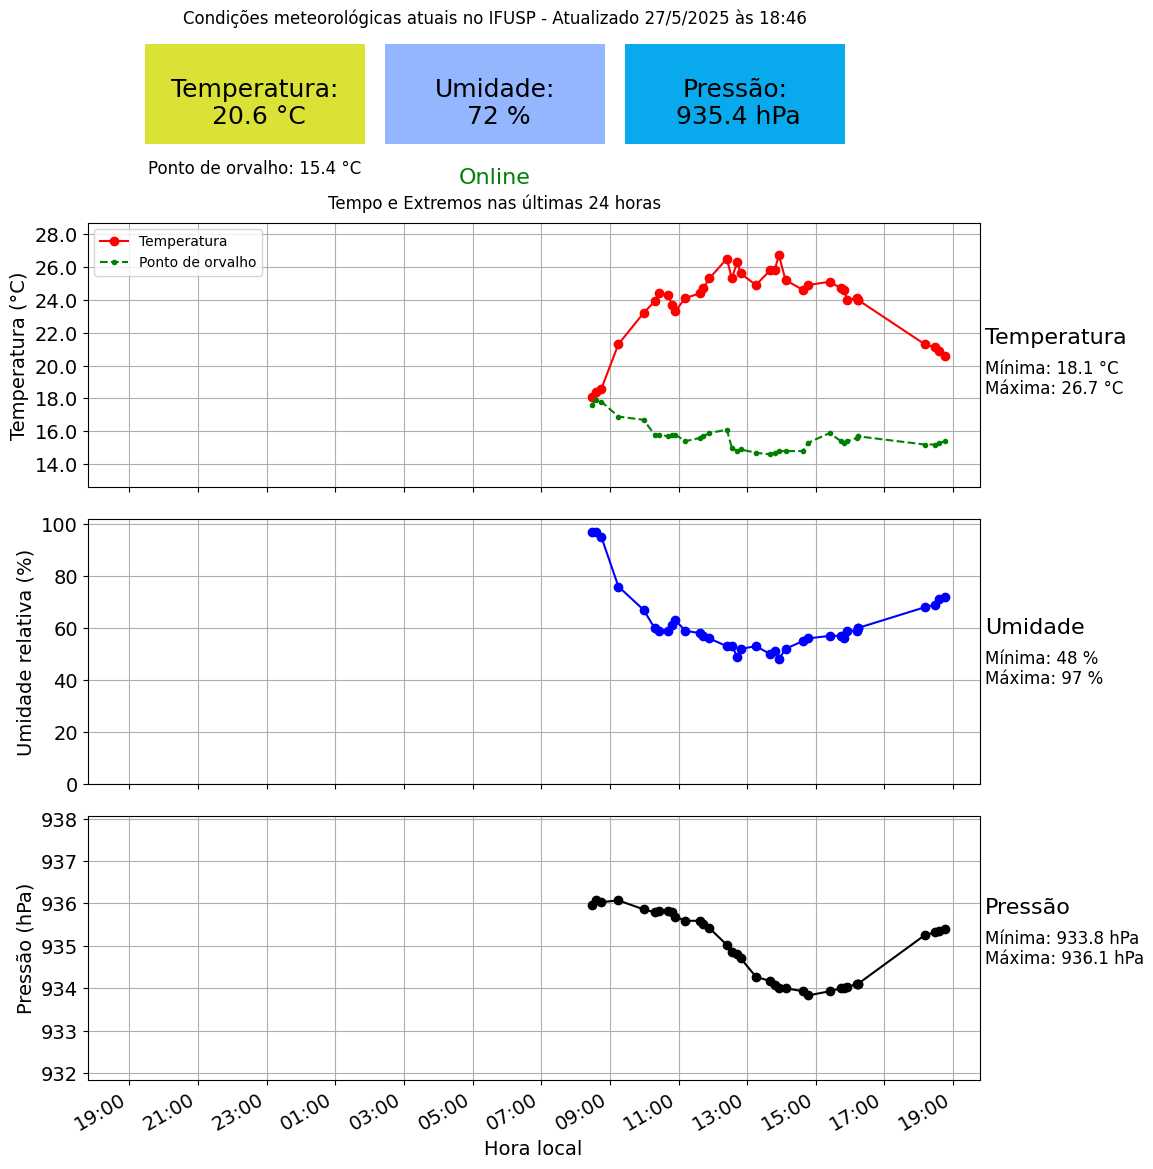 Condições meteorológicas atuais no IFUSP - Atualizado 27/5/2025 às 18:46
Temperatura:
20.6 °C
Umidade:
72 %
Pressão:
935.4 hPa
Ponto de orvalho: 15.4 °C
Online
Tempo e Extremos nas últimas 24 horas
Temperatura (°C)
28.0
26.0
24.0
22.0
20.0
18.0
16.0
14.0
Temperatura
Ponto de orvalho
Temperatura
Mínima: 18.1 °C
Máxima: 26.7 °C
Umidade relativa (%)
100
80
60
40
20
0
Umidade
Mínima: 48 %
Máxima: 97 %
Pressão (hPa)
938
937
936
935
934
933
932
Pressão
Mínima: 933.8 hPa
Máxima: 936.1 hPa
19:00 21:00 23:00 01:00 03:00 05:00 07:00 09:00 11:00 13:00 15:00 17:00 19:00
Hora local